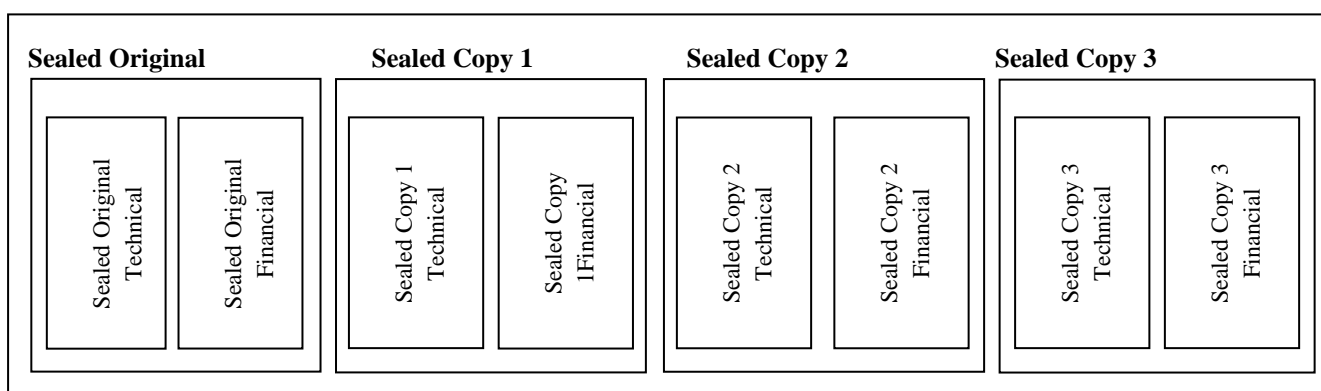 Sealed Original
Sealed Copy 1
Sealed Copy 2
Sealed Copy 3
Sealed Original
Technical
Sealed Original
Financial
Sealed Copy 1
Technical
Sealed Copy
1Financial
Sealed Copy 2
Technical
Sealed Copy 2
Financial
Sealed Copy 3
Technical
Sealed Copy 3
Financial